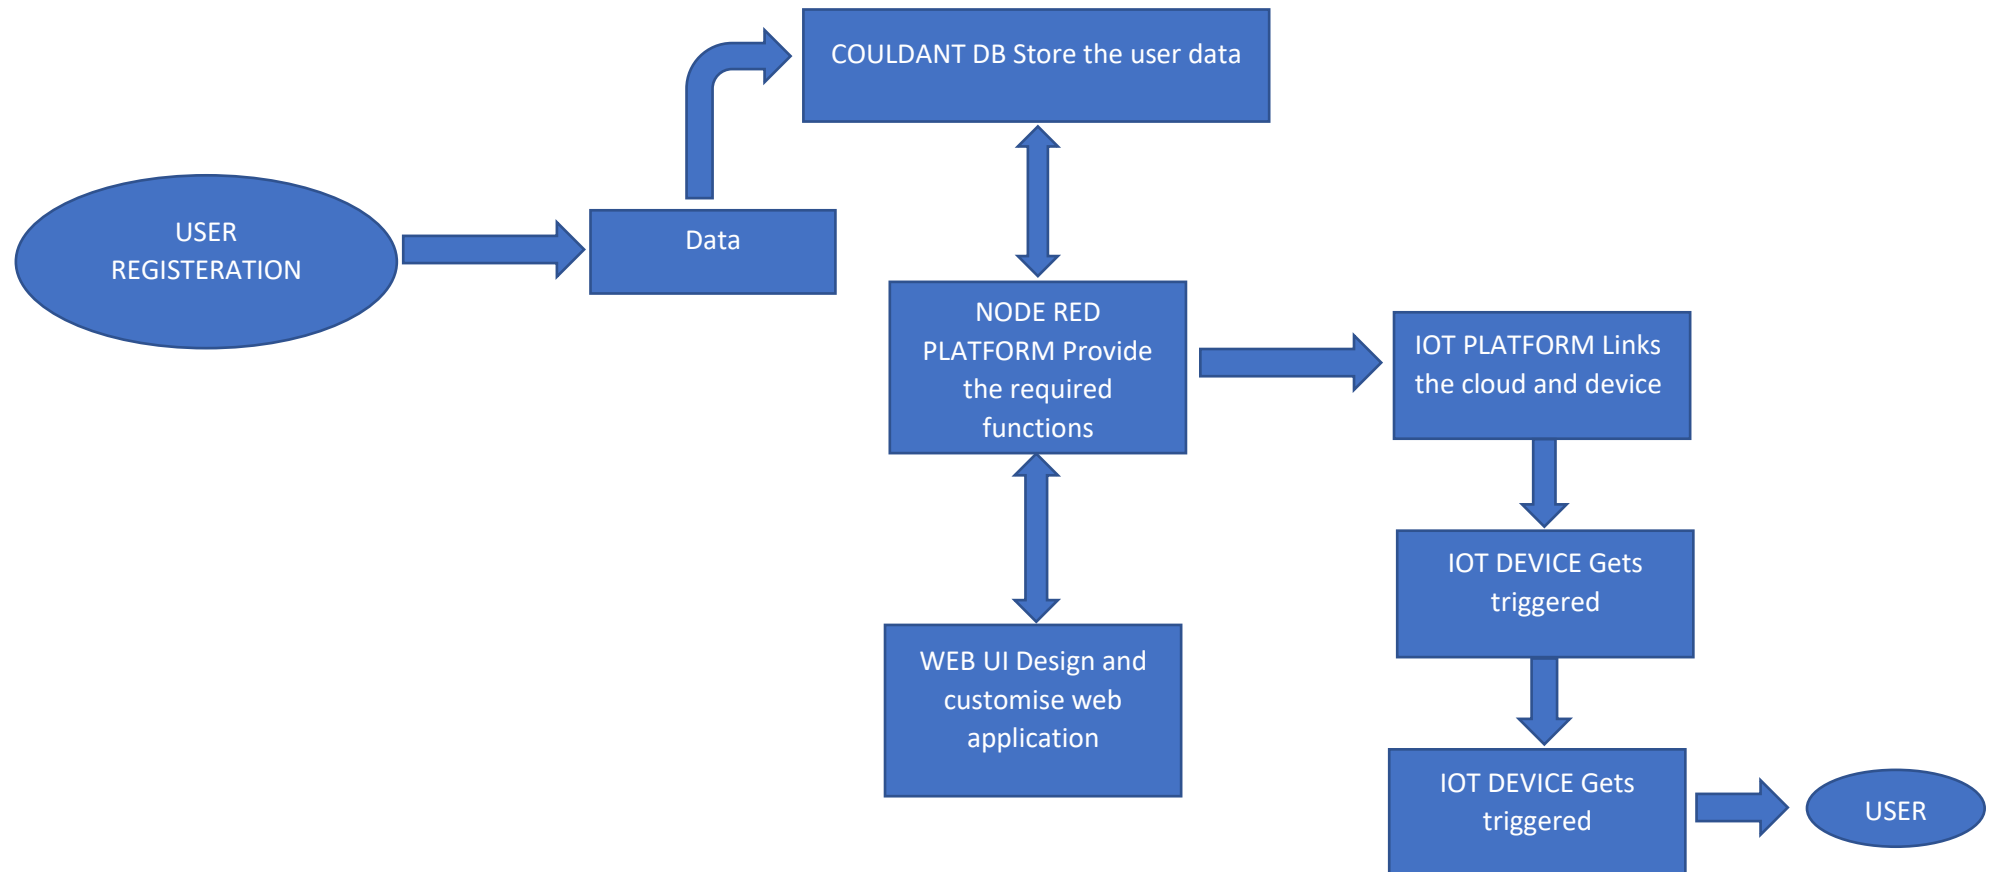 COULDANT DB Store the user data
USER
REGISTERATION
Data
NODE RED
PLATFORM Provide
the required
functions
IOT PLATFORM Links
the cloud and device
IOT DEVICE Gets
triggered
WEB UI Design and
customise web
application
IOT DEVICE Gets
triggered
USER